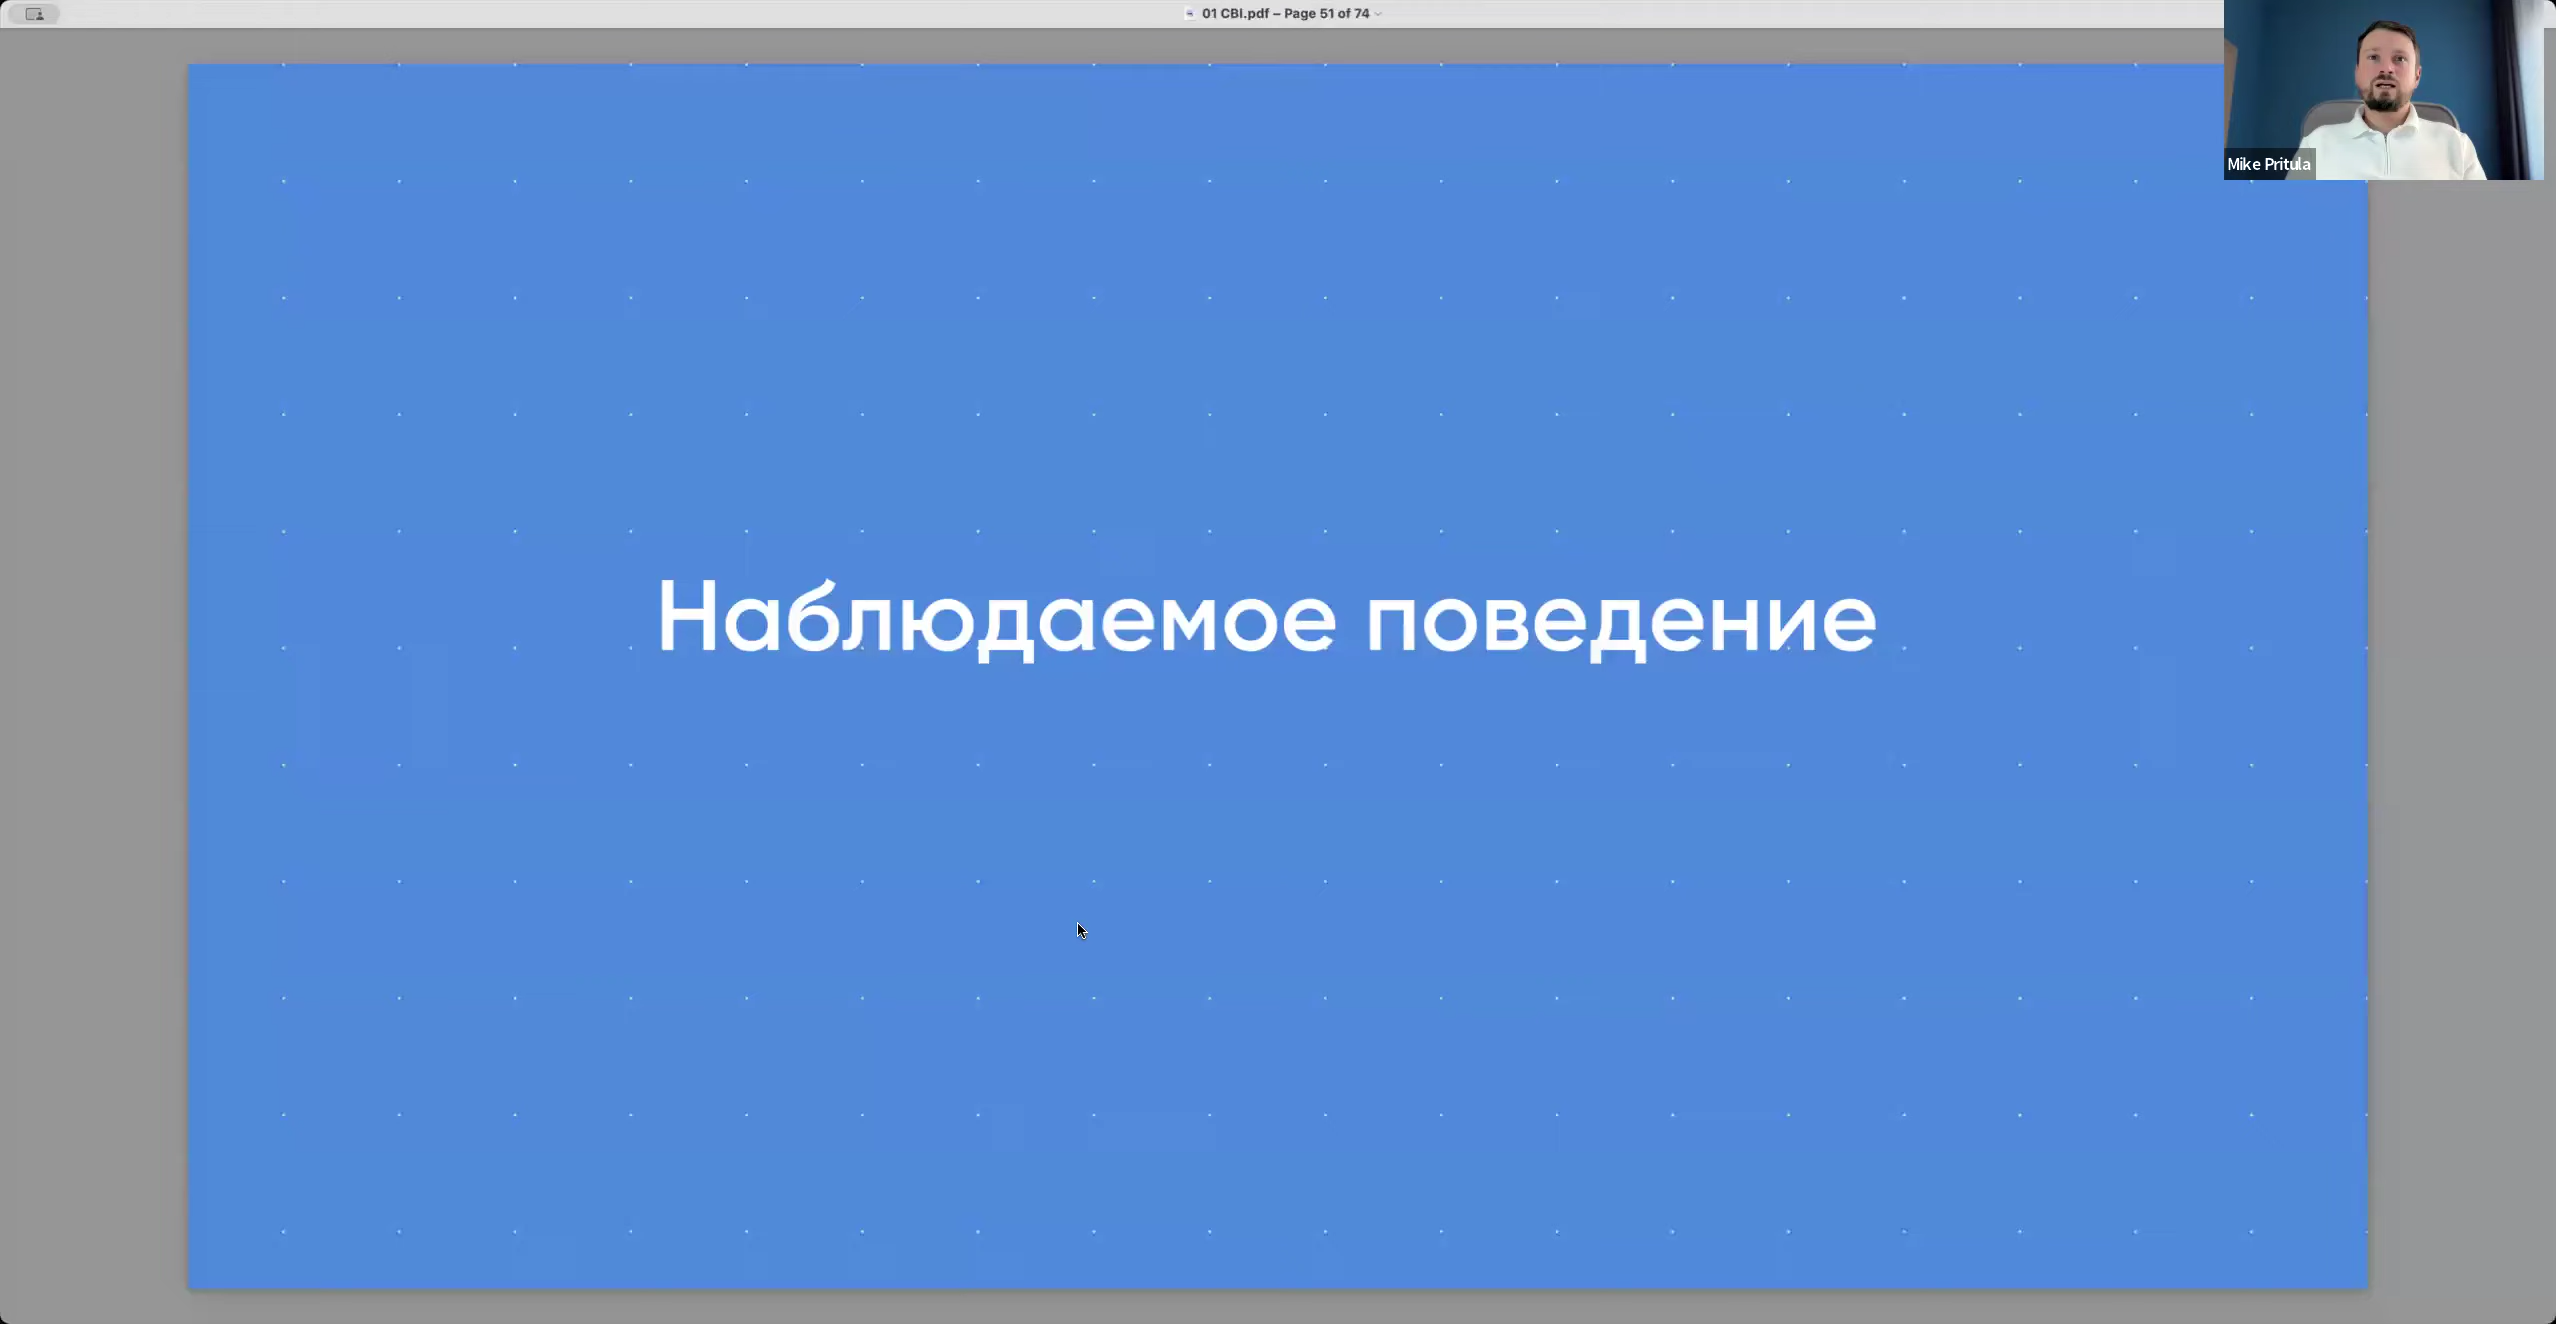 01 CBI.pdf – Page 51 of 74
Mike Pritula
Наблюдаемое поведение